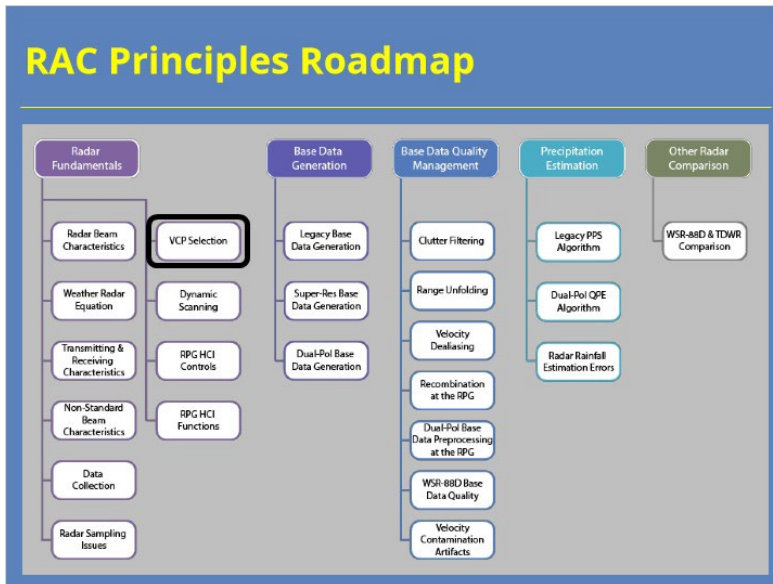 RAC Principles Roadmap
Radar
Fundamentals
Radar Beam
Characteristics
Weather Radar
Equation
Transmitting &
Receiving
Characteristics
Non-Standard
Beam
Characteristics
Data
Collection
Radar Sampling
Issues
VCP Selection
Dynamic
Scanning
RPG HCI
Controls
RPG HCI
Functions
Base Data
Generation
Legacy Base
Data Generation
Super-Res Base
Data Generation
Dual-Pol Base
Data Generation
Base Data Quality
Management
Clutter Filtering
Range Unfolding
Velocity
Dealiasing
Recombination
at the RPG
Dual-Pol Base
Data Preprocessing
at the RPG
WSR-88D Base
Data Quality
Velocity
Contamination
Artifacts
Precipitation
Estimation
Legacy PPS
Algorithm
Dual-Pol QPE
Algorithm
Radar Rainfall
Estimation Errors
Other Radar
Comparison
WSR-88D & TDWR
Comparison